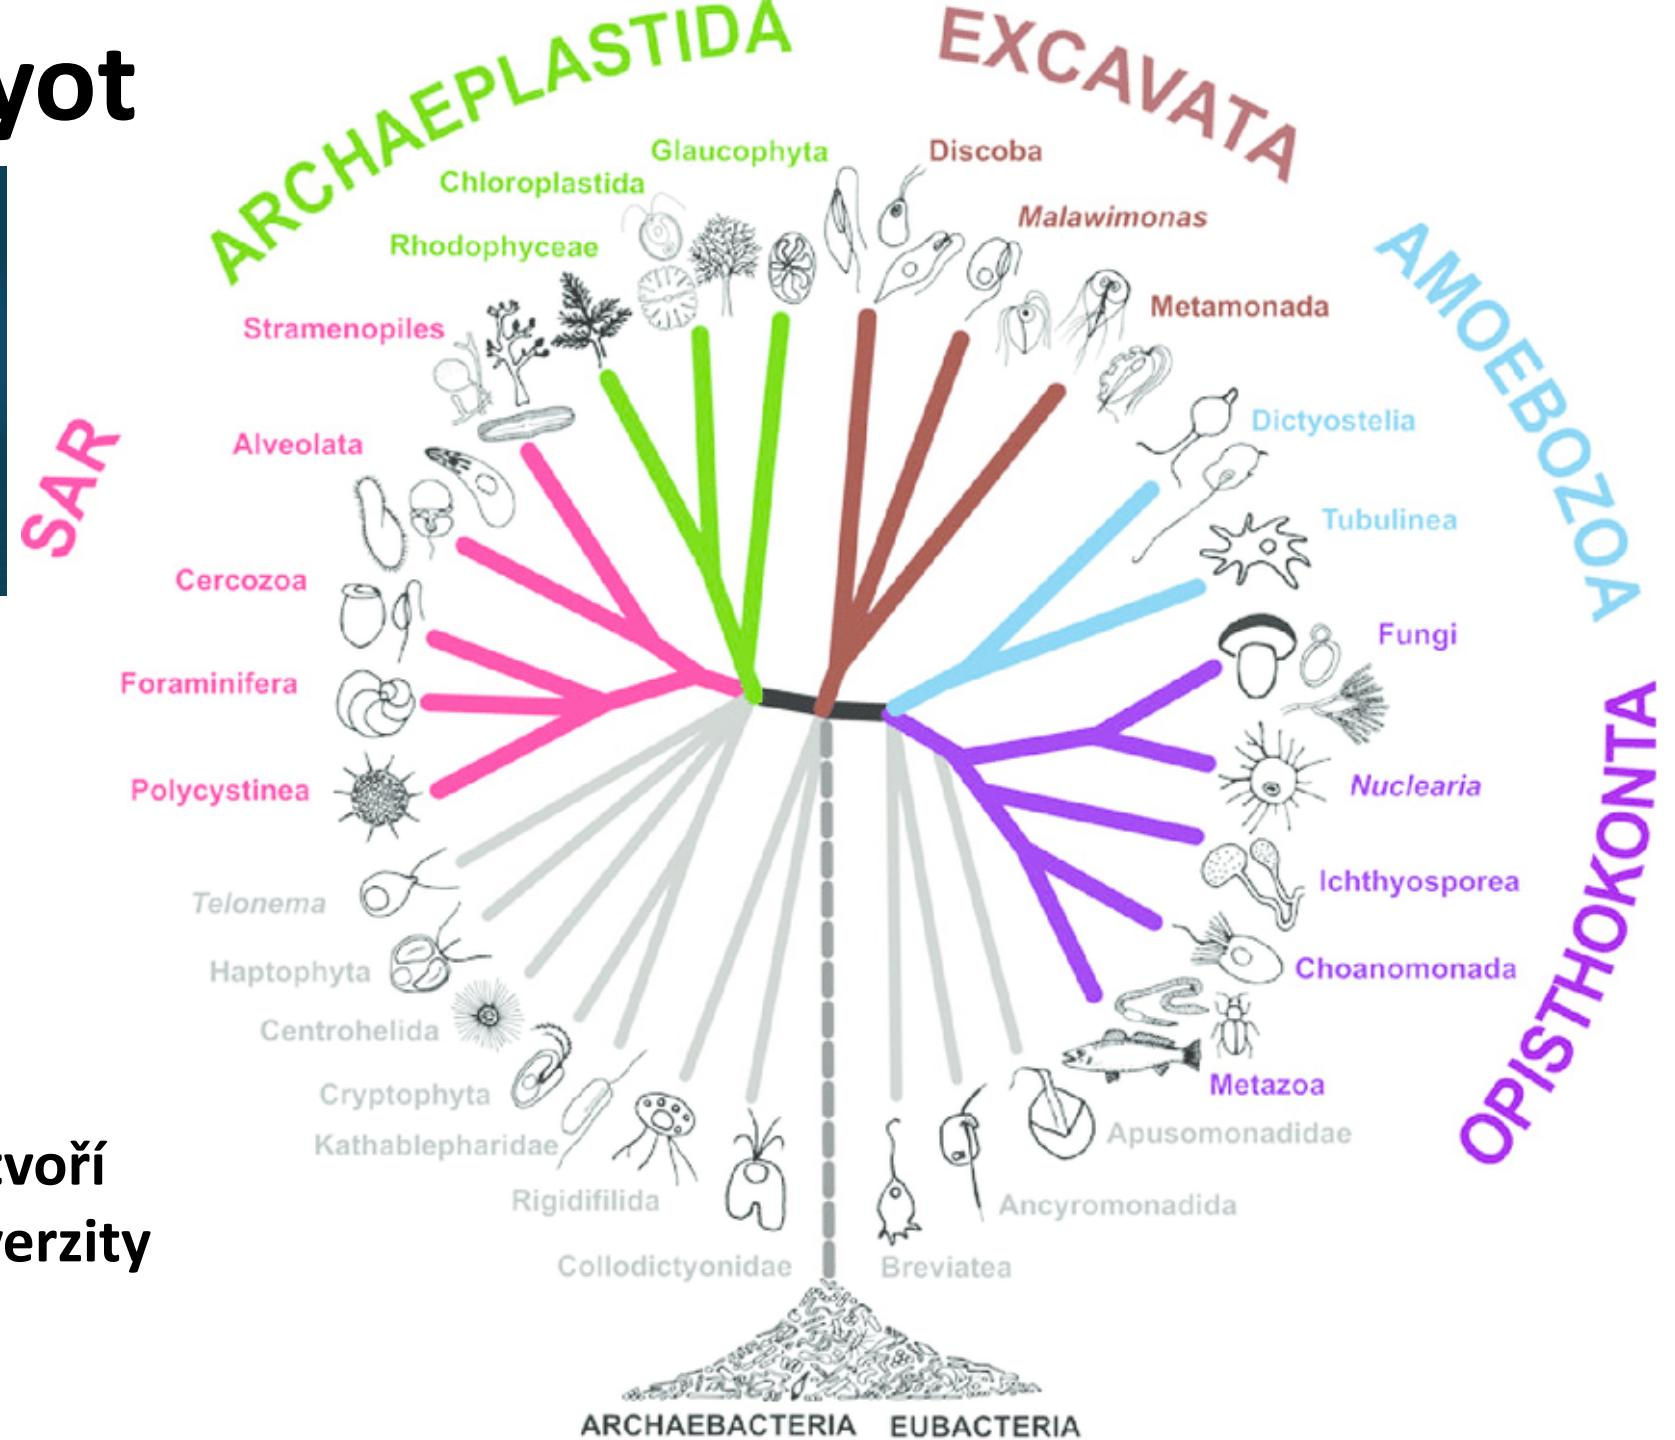 ARCHAEPLASTIDA
EXCAVATA
yot
Glaucophyta
Discoba
Chloroplastida
Malawimonas
Rhodophyceae
AMOEBOZOA
Metamonada
Stramenopiles
Dictyostelia
SAR
Alveolata
Tubulinea
Cercozoa
Fungi
Foraminifera
OPISTHOKONTA
Nuclearia
Polycystinea
Ichthyosporea
Telonema
Choanomonada
Haptophyta
Centrohelida
Metazoa
Cryptophyta
Apusomonadidae
Kathablepharidae
tvoří
Rigidifilida
Ancyromonadida
verzity
Collodictyonidae
Breviatea
ARCHAEBACTERIA EUBACTERIA